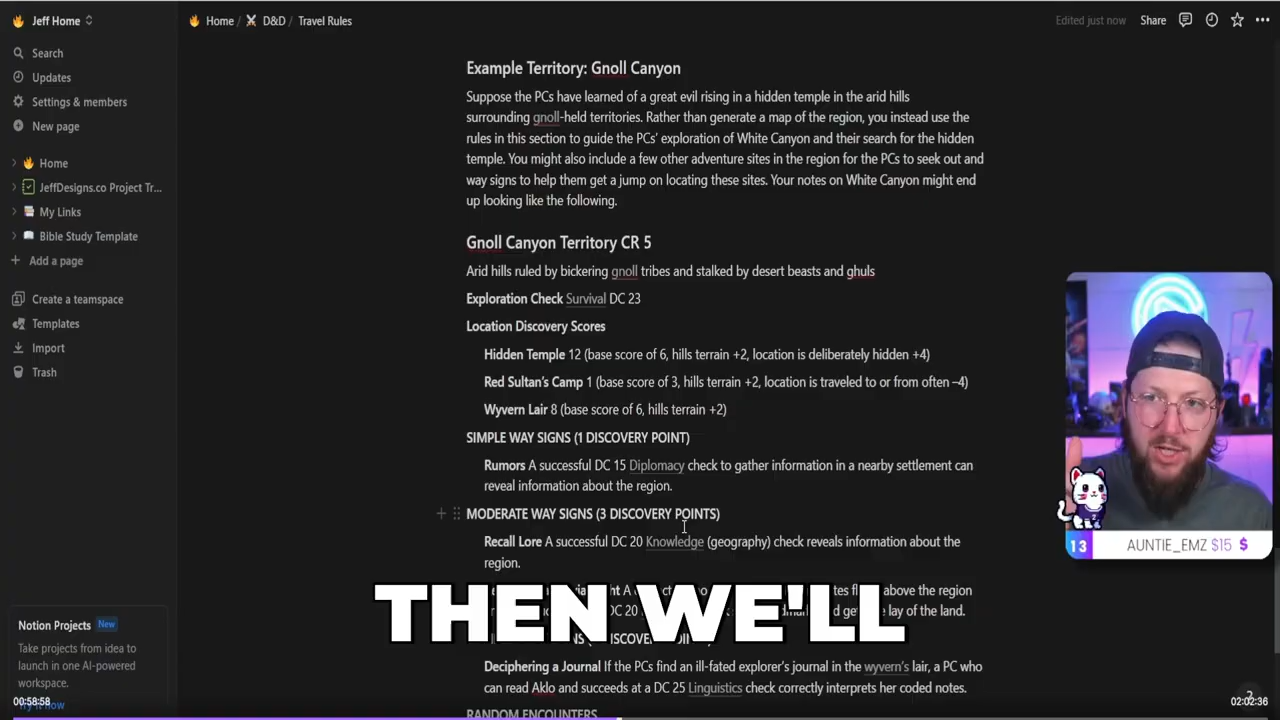 Jeff Home
Home / D&D / Travel Rules
Edited just now
Share
Search
Updates
Settings & members
New page
Home
JeffDesigns.co Project Tr...
My Links
Bible Study Template
Add a page
Create a teamspace
Templates
Import
Trash
Notion Projects New
Take projects from idea to
launch in one AI-powered
workspace.
Try it now
00:58:58
Example Territory: Gnoll Canyon
Suppose the PCs have learned of a great evil rising in a hidden temple in the arid hills
surrounding gnoll-held territories. Rather than generate a map of the region, you instead use the
rules in this section to guide the PCs' exploration of White Canyon and their search for the hidden
temple. You might also include a few other adventure sites in the region for the PCs to seek out and
way signs to help them get a jump on locating these sites. Your notes on White Canyon might end
up looking like the following.
Gnoll Canyon Territory CR 5
Arid hills ruled by bickering gnoll tribes and stalked by desert beasts and ghuls
Exploration Check Survival DC 23
Location Discovery Scores
Hidden Temple 12 (base score of 6, hills terrain +2, location is deliberately hidden +4)
Red Sultan's Camp 1 (base score of 3, hills terrain +2, location is traveled to or from often –4)
Wyvern Lair 8 (base score of 6, hills terrain +2)
SIMPLE WAY SIGNS (1 DISCOVERY POINT)
Rumors A successful DC 15 Diplomacy check to gather information in a nearby settlement can
reveal information about the region.
MODERATE WAY SIGNS (3 DISCOVERY POINTS)
Recall Lore A successful DC 20 Knowledge (geography) check reveals information about the
region.
above the region
DC 20 get the lay of the land.
THEN WE'LL
Deciphering a Journal If the PCs find an ill-fated explorer's journal in the wyvern's lair, a PC who
can read Aklo and succeeds at a DC 25 Linguistics check correctly interprets her coded notes.
RANDOM ENCOUNTERS
13 AUNTIE_EMZ $15 $
02:02:36